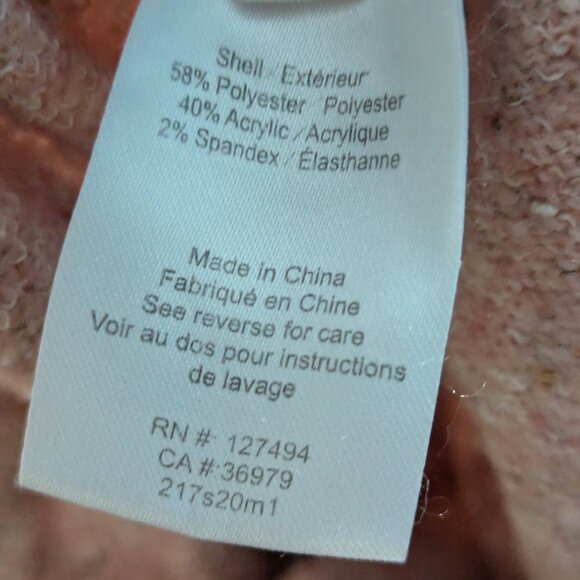 Shell / Extérieur
58% Polyester / Polyester
40% Acrylic / Acrylique
2% Spandex / Élasthanne
Made in China
Fabriqué en Chine
See reverse for care
Voir au dos pour instructions
de lavage
RN #: 127494
CA #:36979
217s20m1